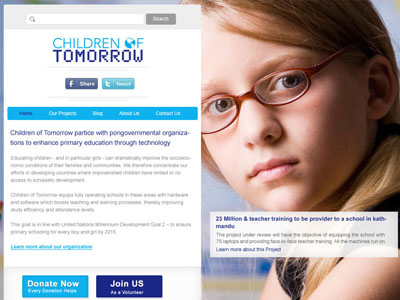 Search
CHILDREN OF
TOMORROW
Share
Tweet
Home Our Projects Blog About Us Contact Us
Children of Tomorrow partice with pongovernmental organiza-
tions to enhance primary education through technology
Educating children - and in particular girls - can dramatically improve the socioeco-
nomic conditions of their families and communities. We therefore concentrate our
efforts in developing countries where impoverished children have limited or no
access to scholastic development.
Children of Tomorrow equips fully operating schools in these areas with hardware
and software which boosts teaching and learning processes, thereby improving
study efficiency and attendance levels.
This goal is in line with United Nations Millennium Development Goal 2 – to ensure
primary schooling for every boy and girl by 2015
Learn more about our organization
Donate Now
Every Donation Helps
Join US
As a Volunteer
23 Million & teacher training to be provider to a school in kath-
mandu
The project under review will have the objective of equipping the school with
75 laptops and providing face-to-face teacher training. All the machines run on
Learn more about this Project